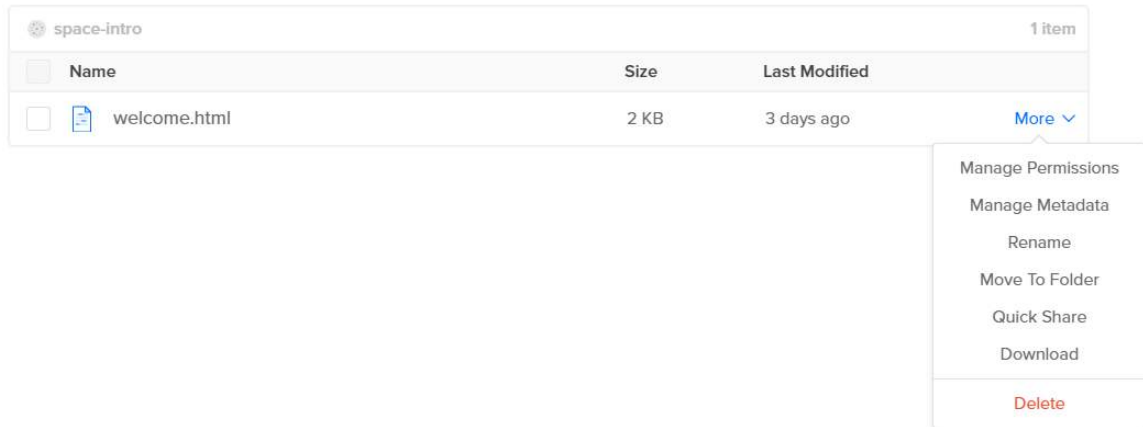 space-intro 1 item
Name Size Last Modified
welcome.html 2 KB 3 days ago More
Manage Permissions
Manage Metadata
Rename
Move To Folder
Quick Share
Download
Delete